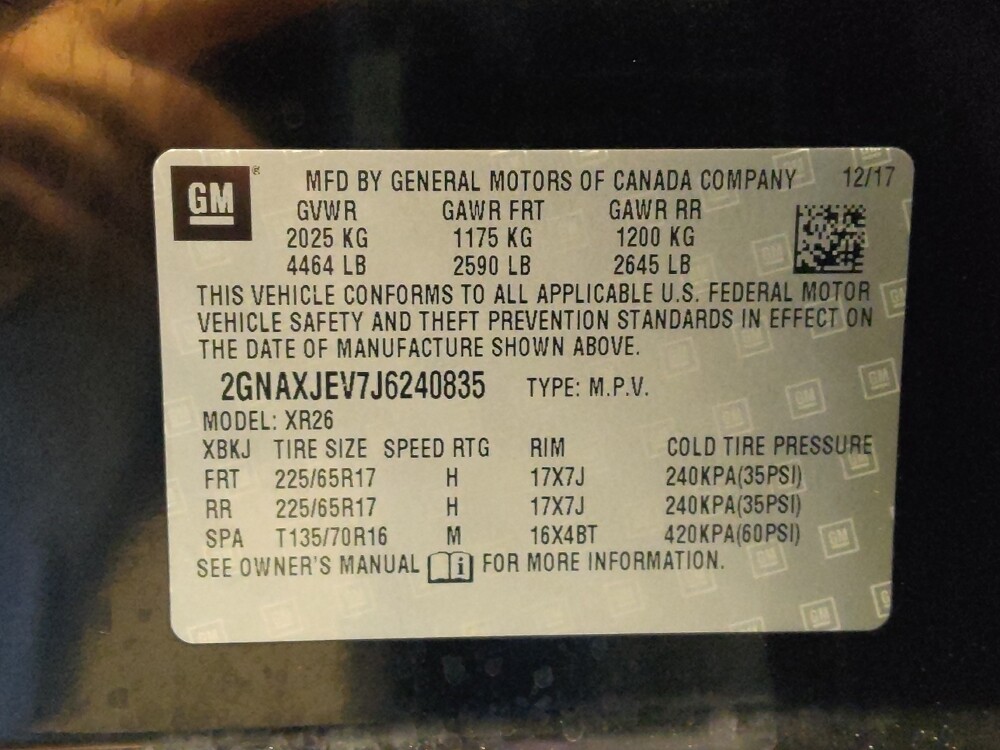 GM
MFD BY GENERAL MOTORS OF CANADA COMPANY 12/17
GVWR GAWR FRT GAWR RR
2025 KG 1175 KG 1200 KG
4464 LB 2590 LB 2645 LB
THIS VEHICLE CONFORMS TO ALL APPLICABLE U.S. FEDERAL MOTOR
VEHICLE SAFETY AND THEFT PREVENTION STANDARDS IN EFFECT ON
THE DATE OF MANUFACTURE SHOWN ABOVE.
2GNAXJEV7J6240835 TYPE: M.P.V.
MODEL: XR26
XBKJ TIRE SIZE SPEED RTG RIM COLD TIRE PRESSURE
FRT 225/65R17 H 17X7J 240KPA(35PSI)
RR 225/65R17 H 17X7J 240KPA(35PSI)
SPA T135/70R16 M 16X4BT 420KPA(60PSI)
SEE OWNER'S MANUAL i FOR MORE INFORMATION.